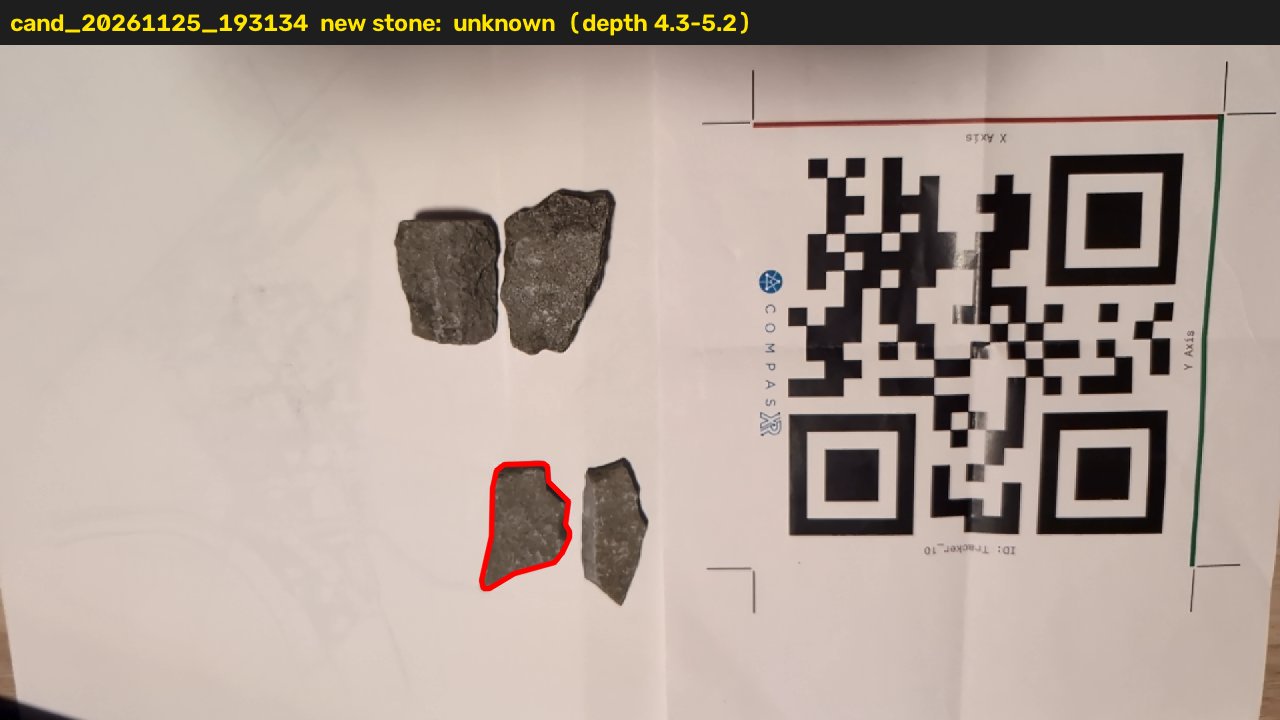 cand_20261125_193134 new stone: unknown (depth 4.3-5.2)
X Axis
Y Axis
COMPAS XR
ID: Tracker_10